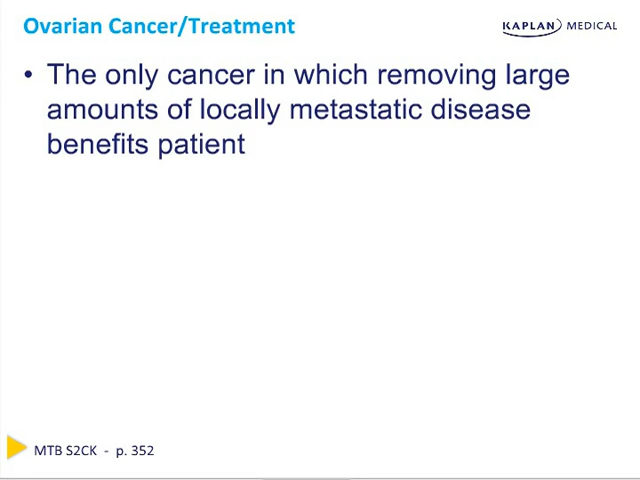 Ovarian Cancer/Treatment
KAPLAN MEDICAL
• The only cancer in which removing large
amounts of locally metastatic disease
benefits patient
MTB S2CK - p. 352